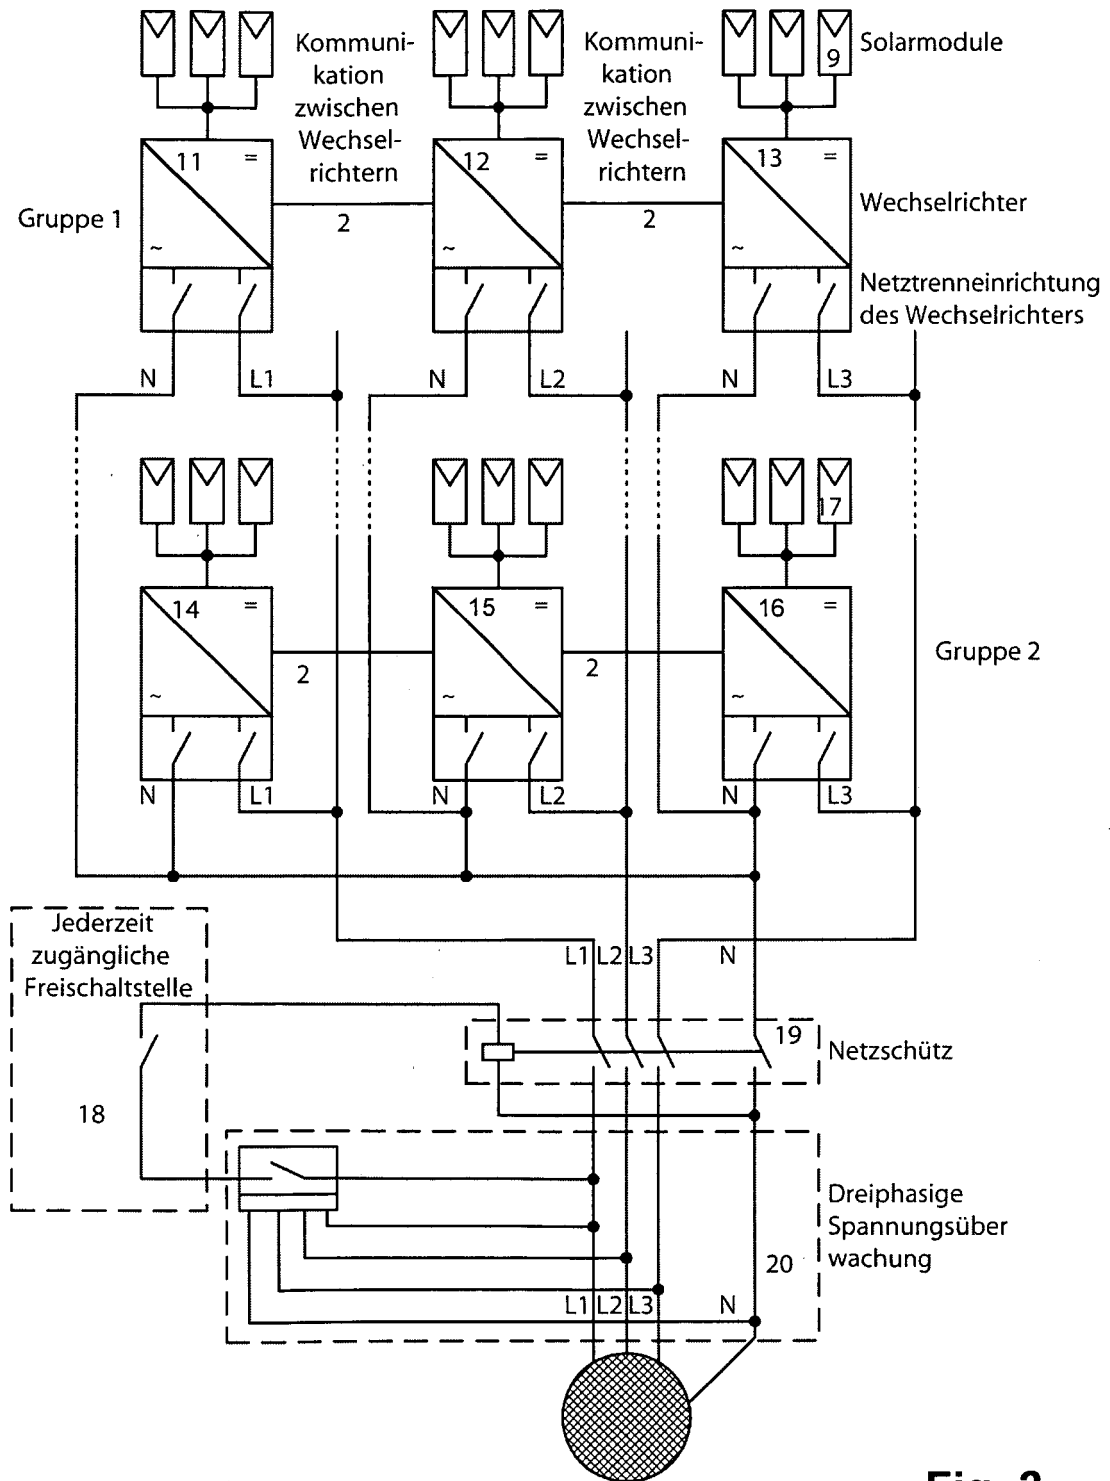 Kommuni-
kation
zwischen
Wechsel-
richtern
Kommuni-
kation
zwischen
Wechsel-
richtern
9
Solarmodule
11 =
~
12 =
~
13 =
~
Gruppe 1
2
2
Wechselrichter
Netztrenneinrichtung
des Wechselrichters
N L1
N L2
N L3
17
14 =
~
15 =
~
16 =
~
2
2
Gruppe 2
N L1
N L2
N L3
Jederzeit
zugängliche
Freischaltstelle
18
L1 L2 L3 N
19
Netzschütz
Dreiphasige
Spannungsüber
wachung
20
L1 L2 L3 N